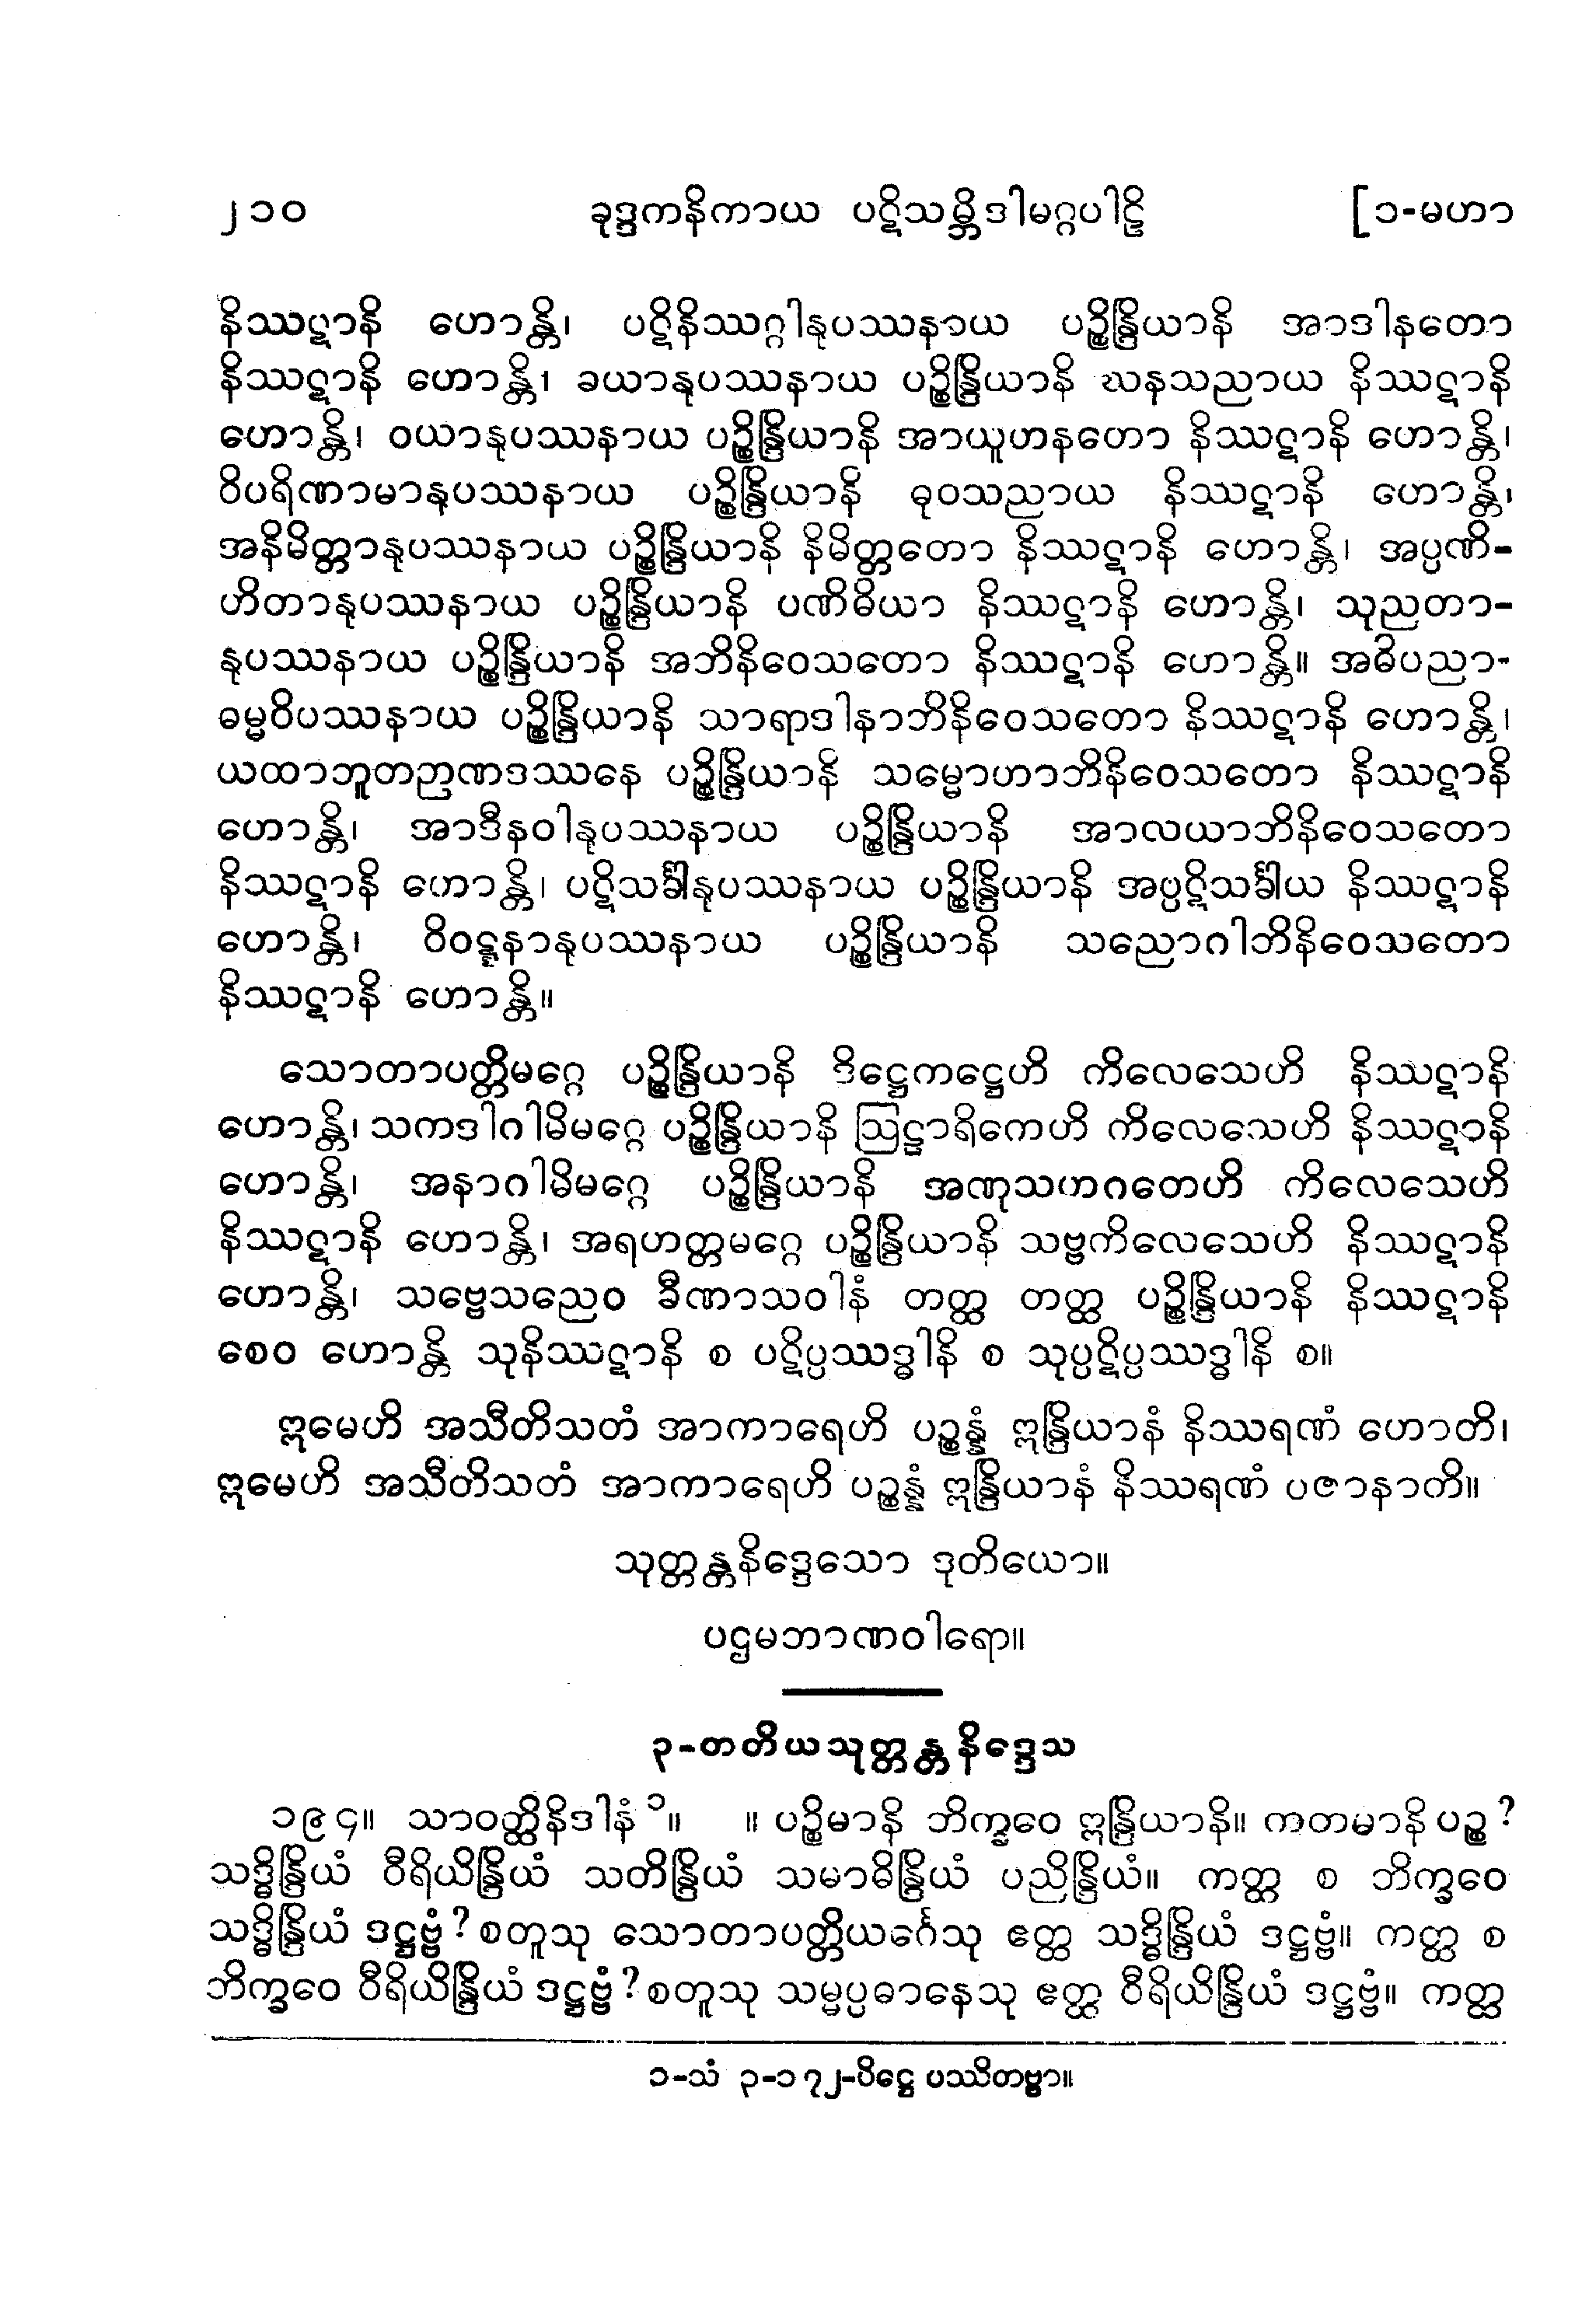 ၂၁၀ ခုဒ္ဒကနိကာယ ပဋိသမ္ဘိဒါမဂ္ဂပါဠိ [၁-မဟာ
နိဿဋာနိ ဟောန္တိ၊ ပဋိနိဿဂ္ဂါနုပဿနာယ ပဉ္စိန္ဒြိယာနိ အာဒါနတော
နိဿဋာနိ ဟောန္တိ၊ ခယာနုပဿနာယ ပဉ္စိန္ဒြိယာနိ ဃနသညာယ နိဿဋာနိ
ဟောန္တိ၊ ဝယာနုပဿနာယ ပဉ္စိန္ဒြိယာနိ အာယူဟနဟော နိဿဋာနိ ဟောန္တိ၊
ဝိပရိဏာမာနုပဿနာယ ပဉ္စိန္ဒြိယာနိ ဓုဝသညာယ နိဿဋာနိ ဟောန္တိ၊
အနိမိတ္တာနုပဿနာယ ပဉ္စိန္ဒြိယာနိ နိမိတ္တတော နိဿဋာနိ ဟောန္တိ၊ အပ္ပဏိ-
ဟိတာနုပဿနာယ ပဉ္စိန္ဒြိယာနိ ပဏိဓိယာ နိဿဋာနိ ဟောန္တိ၊ သုညတာ-
နုပဿနာယ ပဉ္စိန္ဒြိယာနိ အဘိနိဝေသတော နိဿဋာနိ ဟောန္တိ။ အဓိပညာ-
ဓမ္မဝိပဿနာယ ပဉ္စိန္ဒြိယာနိ သာရာဒါနာဘိနိဝေသတော နိဿဋာနိ ဟောန္တိ၊
ယထာဘူတဉာဏဒဿနေ ပဉ္စိန္ဒြိယာနိ သမ္မောဟာဘိနိဝေသတော နိဿဋာနိ
ဟောန္တိ၊ အာဒီနဝါနုပဿနာယ ပဉ္စိန္ဒြိယာနိ အာလယာဘိနိဝေသတော
နိဿဋာနိ ဟောန္တိ၊ ပဋိသင်္ခါနုပဿနာယ ပဉ္စိန္ဒြိယာနိ အပ္ပဋိသင်္ခါယ နိဿဋာနိ
ဟောန္တိ၊ ဝိဝဋ္ဋနာနုပဿနာယ ပဉ္စိန္ဒြိယာနိ သညောဂါဘိနိဝေသတော
နိဿဋာနိ ဟောန္တိ။
သောတာပတ္တိမဂ္ဂေ ပဉ္စိန္ဒြိယာနိ ဒိဋ္ဌေကဋ္ဌေဟိ ကိလေသေဟိ နိဿဋာနိ
ဟောန္တိ၊ သကဒါဂါမိမဂ္ဂေ ပဉ္စိန္ဒြိယာနိ ဩဠာရိကေဟိ ကိလေသေဟိ နိဿဋာနိ
ဟောန္တိ၊ အနာဂါမိမဂ္ဂေ ပဉ္စိန္ဒြိယာနိ အဏုသဟဂတေဟိ ကိလေသေဟိ
နိဿဋာနိ ဟောန္တိ၊ အရဟတ္တမဂ္ဂေ ပဉ္စိန္ဒြိယာနိ သဗ္ဗကိလေသေဟိ နိဿဋာနိ
ဟောန္တိ၊ သဗ္ဗေသညေဝ ခီဏာသဝါနံ တတ္ထ တတ္ထ ပဉ္စိန္ဒြိယာနိ နိဿဋာနိ
စေဝ ဟောန္တိ သုနိဿဋာနိ စ ပဋိပ္ပဿဒ္ဓါနိ စ သုပ္ပဋိပ္ပဿဒ္ဓါနိ စ။
ဣမေဟိ အသီတိသတံ အာကာရေဟိ ပဉ္စန္နံ ဣန္ဒြိယာနံ နိဿရဏံ ဟောတိ၊
ဣမေဟိ အသီတိသတံ အာကာရေဟိ ပဉ္စန္နံ ဣန္ဒြိယာနံ နိဿရဏံ ပဇာနာတိ။
သုတ္တန္တနိဒ္ဒေသော ဒုတိယော။
ပဌမဘာဏဝါရော။
၃-တတိယသုတ္တန္တနိဒ္ဒေသ
၁၉၄။ သာဝတ္ထိနိဒါနံ ၁။ ။ ပဉ္စိမာနိ ဘိက္ခဝေ ဣန္ဒြိယာနိ။ ကတမာနိ ပဉ္စ?
သဒ္ဓိန္ဒြိယံ ဝီရိယိန္ဒြိယံ သတိန္ဒြိယံ သမာဓိန္ဒြိယံ ပညိန္ဒြိယံ။ ကတ္ထ စ ဘိက္ခဝေ
သဒ္ဓိန္ဒြိယံ ဒဋ္ဌဗ္ဗံ? စတူသု သောတာပတ္တိယင်္ဂေသု ဧတ္ထ သဒ္ဓိန္ဒြိယံ ဒဋ္ဌဗ္ဗံ။ ကတ္ထ စ
ဘိက္ခဝေ ဝီရိယိန္ဒြိယံ ဒဋ္ဌဗ္ဗံ? စတူသု သမ္မပ္ပဓာနေသု ဧတ္ထ ဝီရိယိန္ဒြိယံ ဒဋ္ဌဗ္ဗံ။ ကတ္ထ
၁-သံ ၃-၁၇၂-ပိဋ္ဌေ ပဿိတဗ္ဗာ။